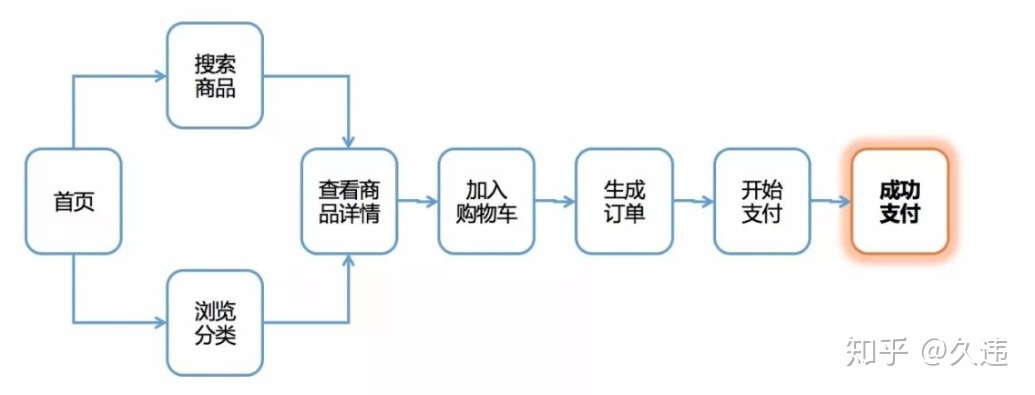 搜索
商品
首页
浏览
分类
查看商
品详情
加入
购物车
生成
订单
开始
支付
成功
支付
知乎 @久违